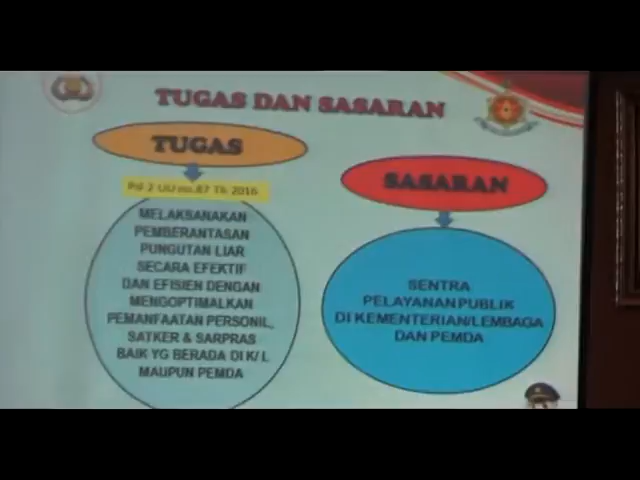 TUGAS DAN SASARAN
TUGAS
Psl 2 UU no.87 Th 2016
MELAKSANAKAN
PEMBERANTASAN
PUNGUTAN LIAR
SECARA EFEKTIF
DAN EFISIEN DENGAN
MENGOPTIMALKAN
PEMANFAATAN PERSONIL,
SATKER & SARPRAS
BAIK YG BERADA DI K/L
MAUPUN PEMDA
SASARAN
SENTRA
PELAYANAN PUBLIK
DI KEMENTERIAN/LEMBAGA
DAN PEMDA